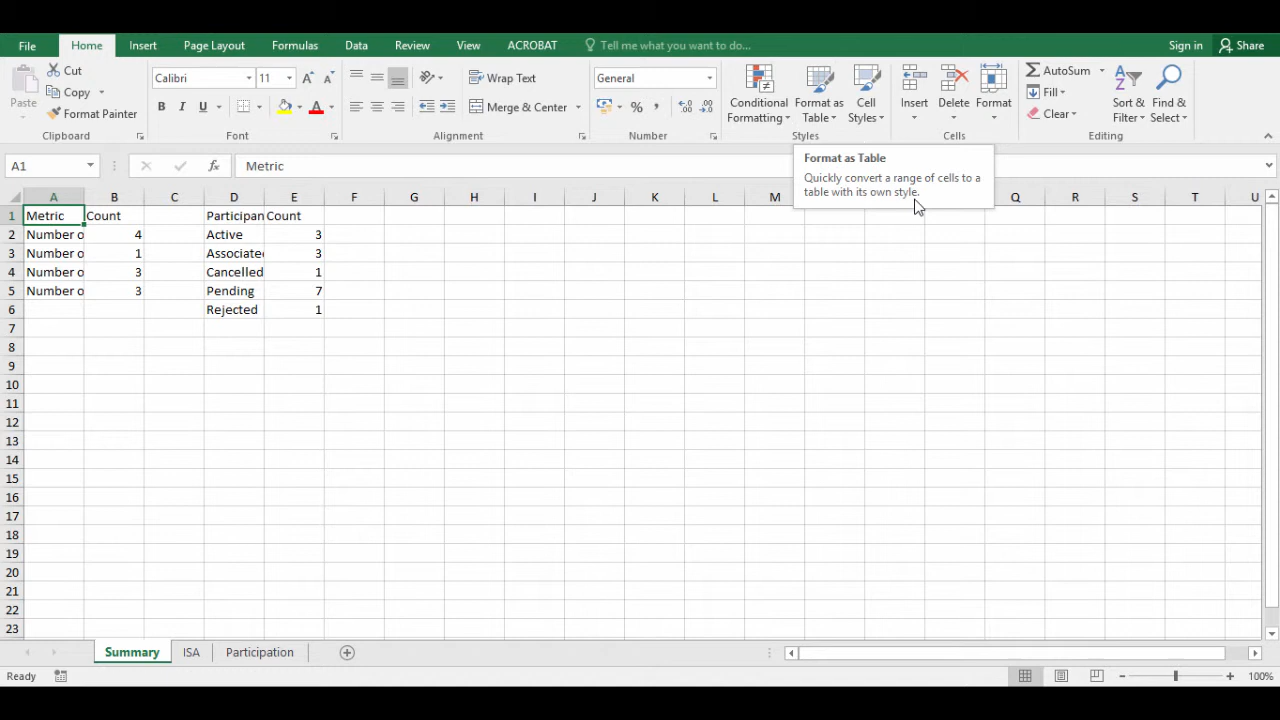 File Home Insert Page Layout Formulas Data Review View ACROBAT Tell me what you want to do... Sign in Share
Paste
Cut
Copy
Format Painter
Clipboard
Calibri 11 A A
B I U A
Font
Wrap Text
Merge & Center
Alignment
General
% ,
Number
Conditional Formatting
Format as Table
Cell Styles
Styles
Insert
Delete
Format
Cells
AutoSum
Fill
Clear
Sort & Filter
Find & Select
Editing
A1 fx Metric
Format as Table
Quickly convert a range of cells to a
table with its own style.
A B C D E F G H I J K L M Q R S T U
1 Metric Count Participan Count
2 Number o 4 Active 3
3 Number o 1 Associated 3
4 Number o 3 Cancelled 1
5 Number o 3 Pending 7
6 Rejected 1
7
8
9
10
11
12
13
14
15
16
17
18
19
20
21
22
23
Summary ISA Participation
Ready 100%